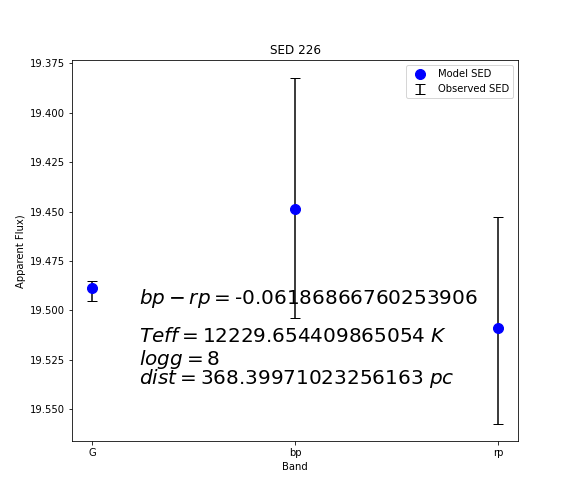 SED 226
19.375
19.400
19.425
19.450
19.475
19.500
19.525
19.550
Apparent Flux)
Model SED
Observed SED
bp − rp = -0.06186866760253906
Teff = 12229.654409865054 K
logg = 8
dist = 368.39971023256163 pc
G bp rp
Band